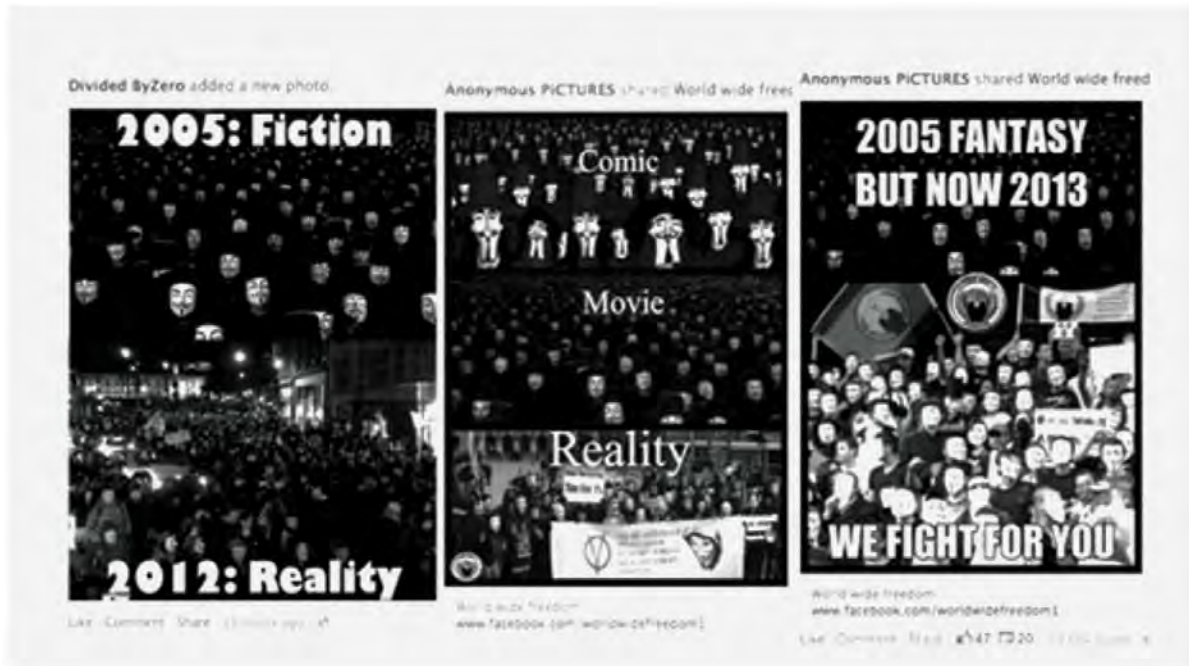 Divided ByZero added a new photo.
2005: Fiction
2012: Reality
Like Comment Share
Anonymous PiCTURES shared World wide freed
Comic
Movie
Reality
World wide freedom
www.facebook.com/worldwidefreedom1
Anonymous PiCTURES shared World wide freed
2005 FANTASY
BUT NOW 2013
WE FIGHT FOR YOU
World wide freedom
www.facebook.com/worldwidefreedom1
Like Comment 47 20